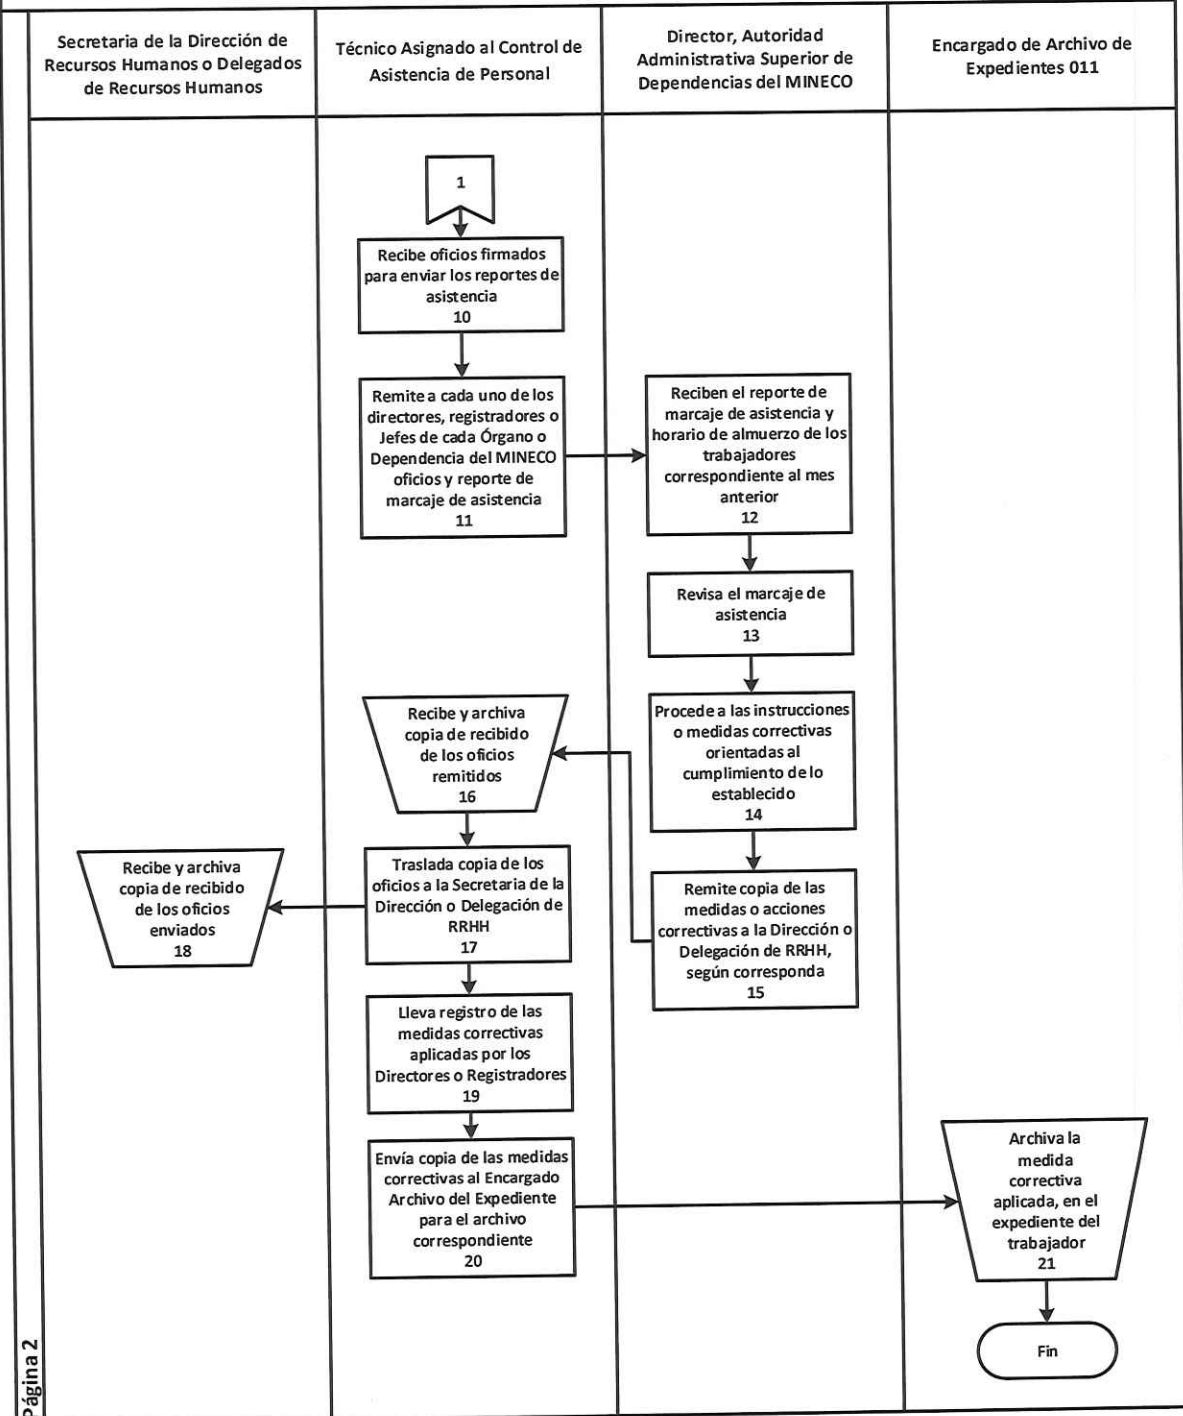 Secretaria de la Dirección de
Recursos Humanos o Delegados
de Recursos Humanos
Técnico Asignado al Control de
Asistencia de Personal
Director, Autoridad
Administrativa Superior de
Dependencias del MINECO
Encargado de Archivo de
Expedientes 011
1
Recibe oficios firmados
para enviar los reportes de
asistencia
10
Remite a cada uno de los
directores, registradores o
Jefes de cada Órgano o
Dependencia del MINECO
oficios y reporte de
marcaje de asistencia
11
Reciben el reporte de
marcaje de asistencia y
horario de almuerzo de los
trabajadores
correspondiente al mes
anterior
12
Revisa el marcaje de
asistencia
13
Procede a las instrucciones
o medidas correctivas
orientadas al
cumplimiento de lo
establecido
14
Remite copia de las
medidas o acciones
correctivas a la Dirección o
Delegación de RRHH,
según corresponda
15
Recibe y archiva
copia de recibido
de los oficios
remitidos
16
Traslada copia de los
oficios a la Secretaria de la
Dirección o Delegación de
RRHH
17
Recibe y archiva
copia de recibido
de los oficios
enviados
18
Lleva registro de las
medidas correctivas
aplicadas por los
Directores o Registradores
19
Envía copia de las medidas
correctivas al Encargado
Archivo del Expediente
para el archivo
correspondiente
20
Archiva la
medida
correctiva
aplicada, en el
expediente del
trabajador
21
Fin
Página 2